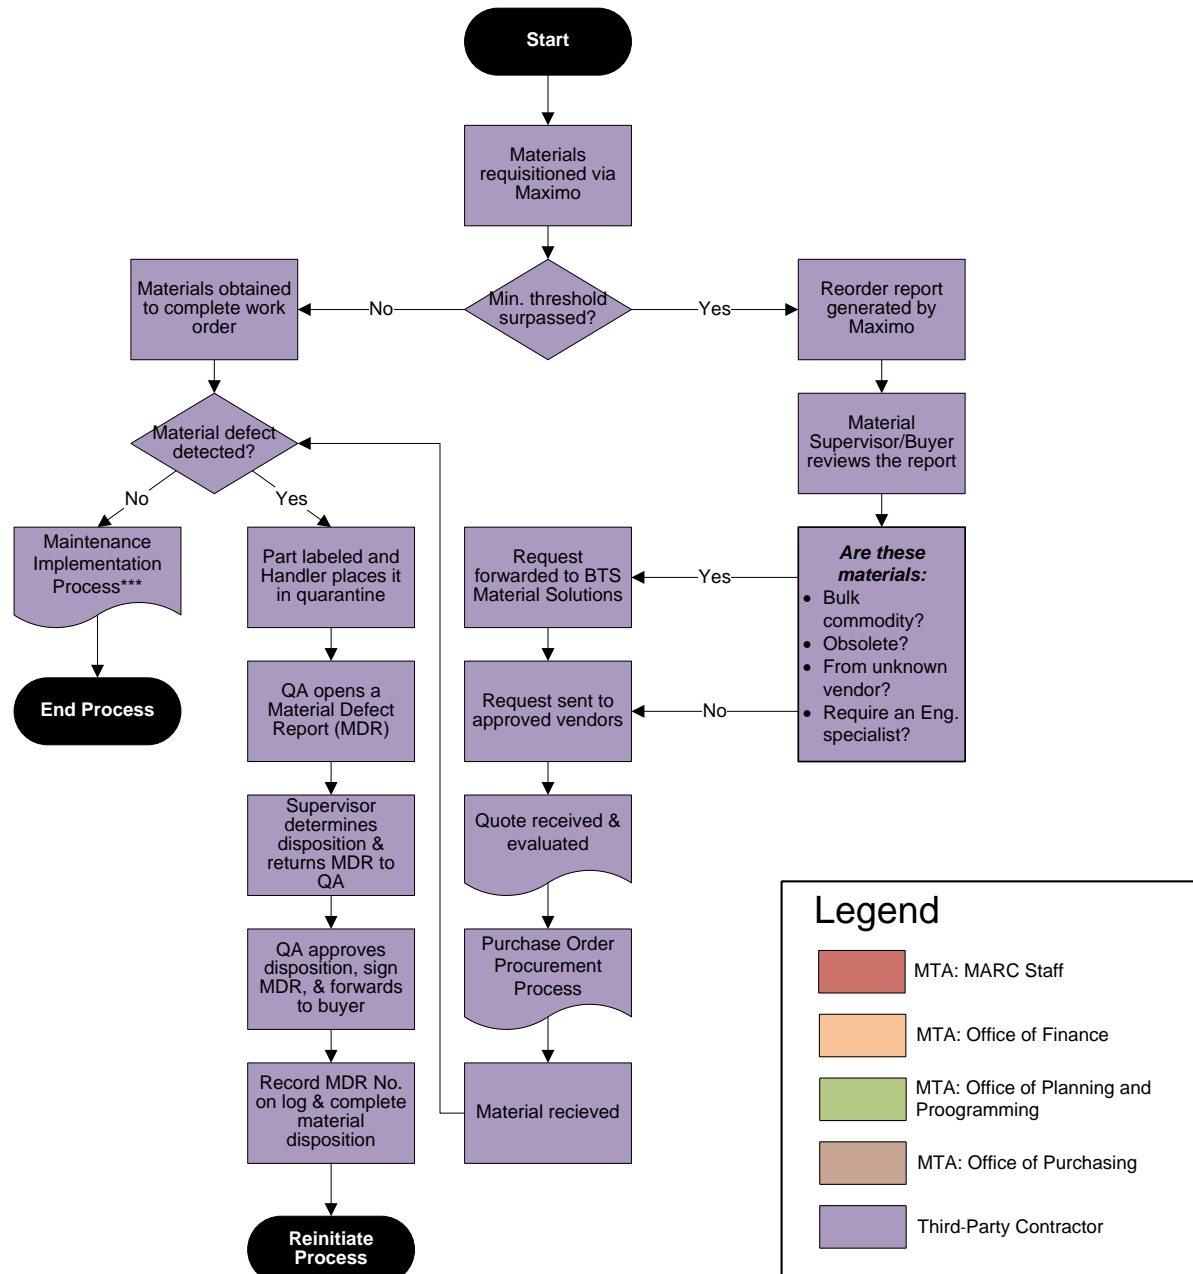 Start
Materials
requisitioned via
Maximo
Materials obtained
to complete work
order
No
Min. threshold
surpassed?
Yes
Reorder report
generated by
Maximo
Material defect
detected?
Material
Supervisor/Buyer
reviews the report
No
Yes
Maintenance
Implementation
Process***
Part labeled and
Handler places it
in quarantine
Request
forwarded to BTS
Material Solutions
Yes
Are these
materials:
• Bulk
commodity?
• Obsolete?
• From unknown
vendor?
• Require an Eng.
specialist?
End Process
QA opens a
Material Defect
Report (MDR)
Request sent to
approved vendors
No
Supervisor
determines
disposition &
returns MDR to
QA
Quote received &
evaluated
QA approves
disposition, sign
MDR, & forwards
to buyer
Purchase Order
Procurement
Process
Record MDR No.
on log & complete
material
disposition
Material recieved
Reinitiate
Process
Legend
MTA: MARC Staff
MTA: Office of Finance
MTA: Office of Planning and
Proogramming
MTA: Office of Purchasing
Third-Party Contractor